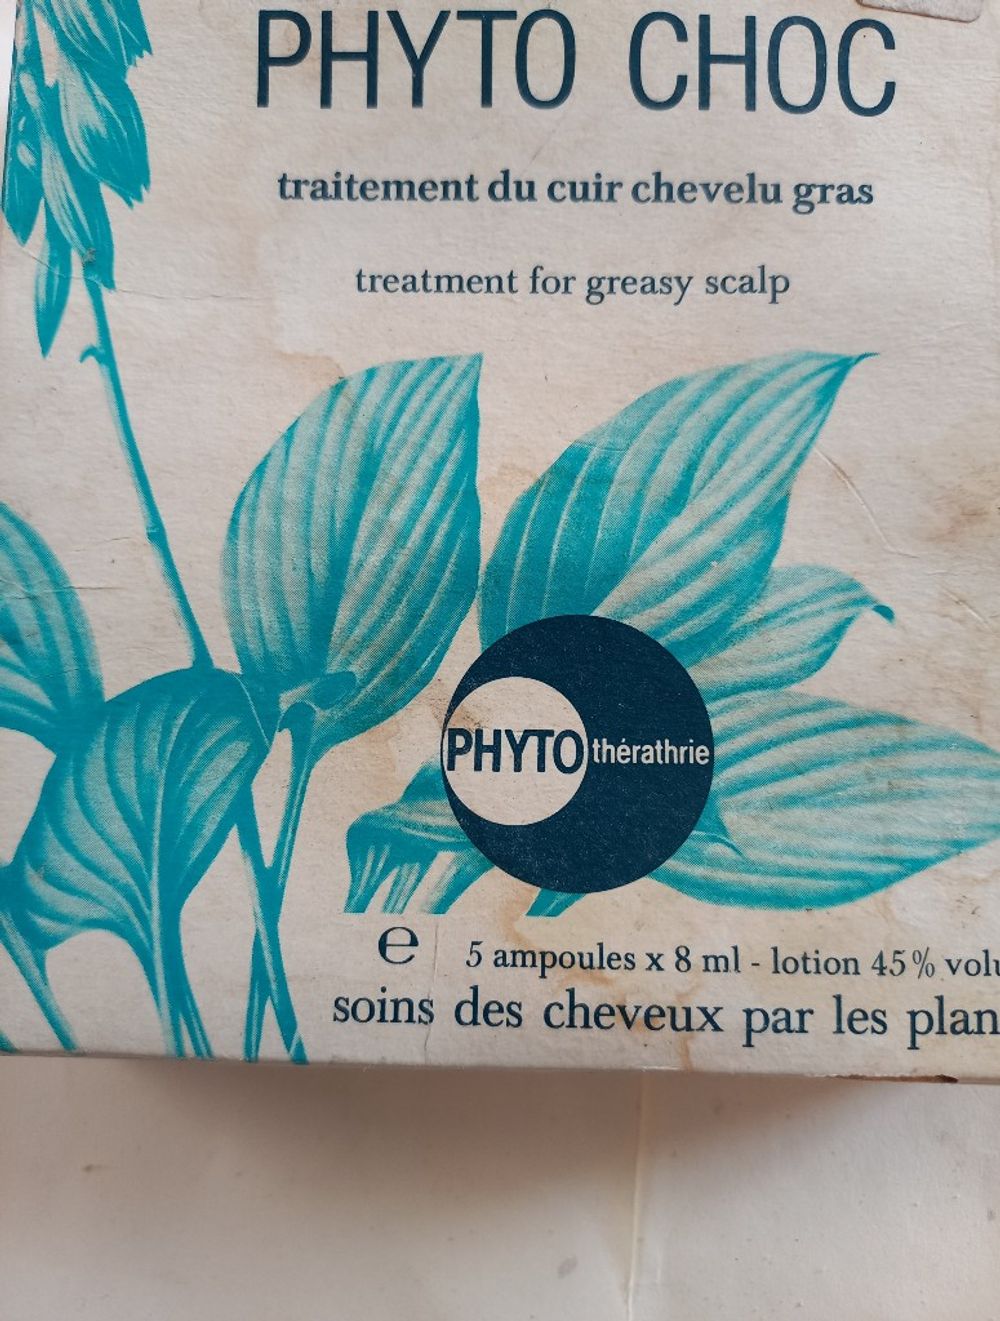 PHYTO CHOC
traitement du cuir chevelu gras
treatment for greasy scalp
PHYTO thérathrie
e 5 ampoules x 8 ml - lotion 45% volu
soins des cheveux par les plan